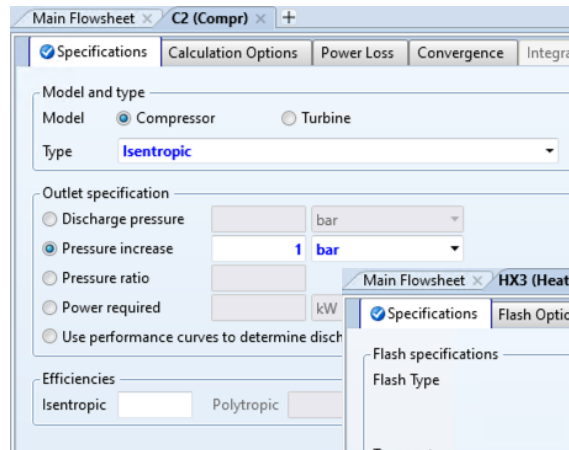 Main Flowsheet × C2 (Compr) × +
Specifications Calculation Options Power Loss Convergence Integra
Model and type
Model Compressor Turbine
Type Isentropic
Outlet specification
Discharge pressure bar
Pressure increase 1 bar
Pressure ratio
Power required kW
Use performance curves to determine disch
Efficiencies
Isentropic Polytropic
Main Flowsheet × HX3 (Heat
Specifications Flash Optio
Flash specifications
Flash Type